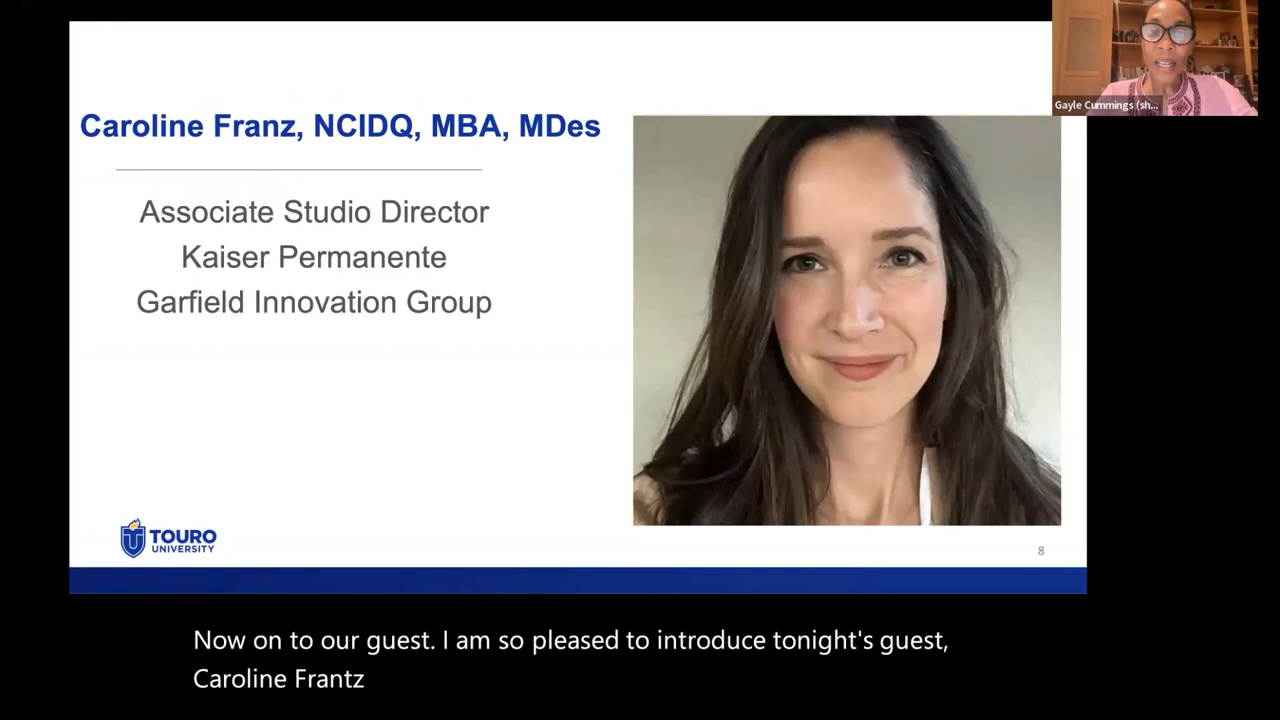 Caroline Franz, NCIDQ, MBA, MDes
Associate Studio Director
Kaiser Permanente
Garfield Innovation Group
TOURO
UNIVERSITY
8
Gayle Cummings (sh...
Now on to our guest. I am so pleased to introduce tonight's guest,
Caroline Frantz